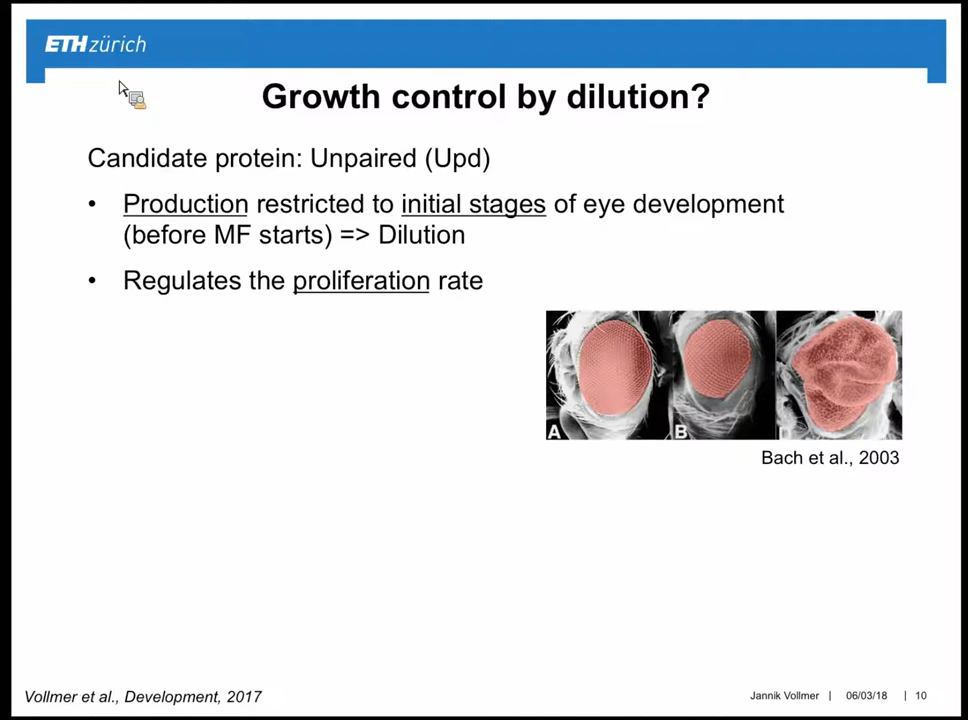 ETH zürich
Growth control by dilution?
Candidate protein: Unpaired (Upd)
• Production restricted to initial stages of eye development
(before MF starts) => Dilution
• Regulates the proliferation rate
A B
Bach et al., 2003
Vollmer et al., Development, 2017
Jannik Vollmer | 06/03/18 | 10